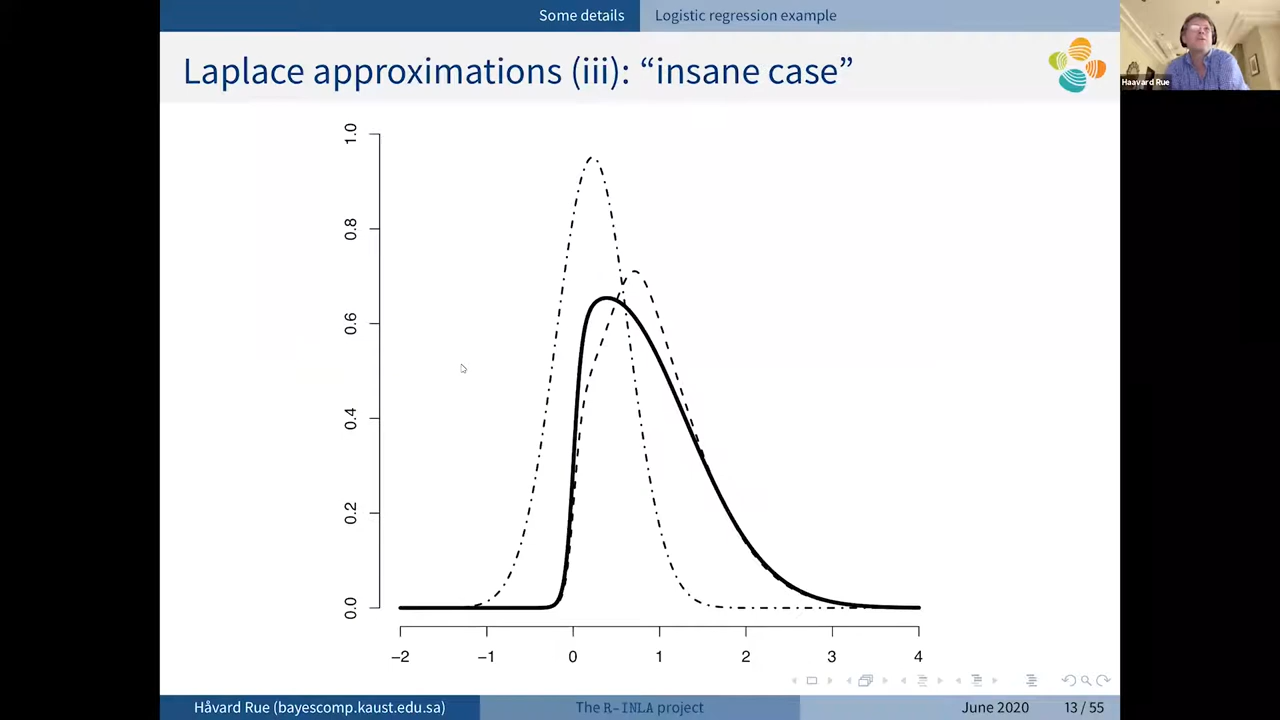 Some details Logistic regression example
Laplace approximations (iii): “insane case”
Haavard Rue
1.0
0.8
0.6
0.4
0.2
0.0
−2 −1 0 1 2 3 4
Håvard Rue (bayescomp.kaust.edu.sa) The R-INLA project June 2020 13 / 55